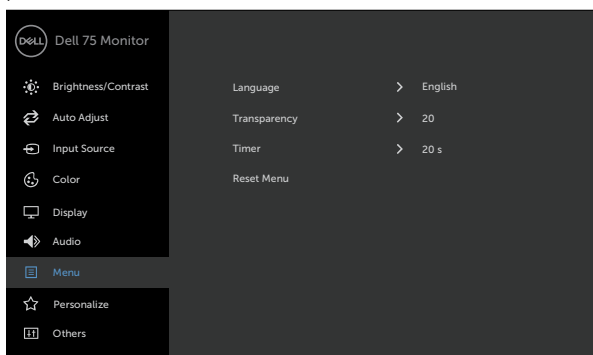 DELL Dell 75 Monitor
Brightness/Contrast
Auto Adjust
Input Source
Color
Display
Audio
Menu
Personalize
Others
Language > English
Transparency > 20
Timer > 20 s
Reset Menu